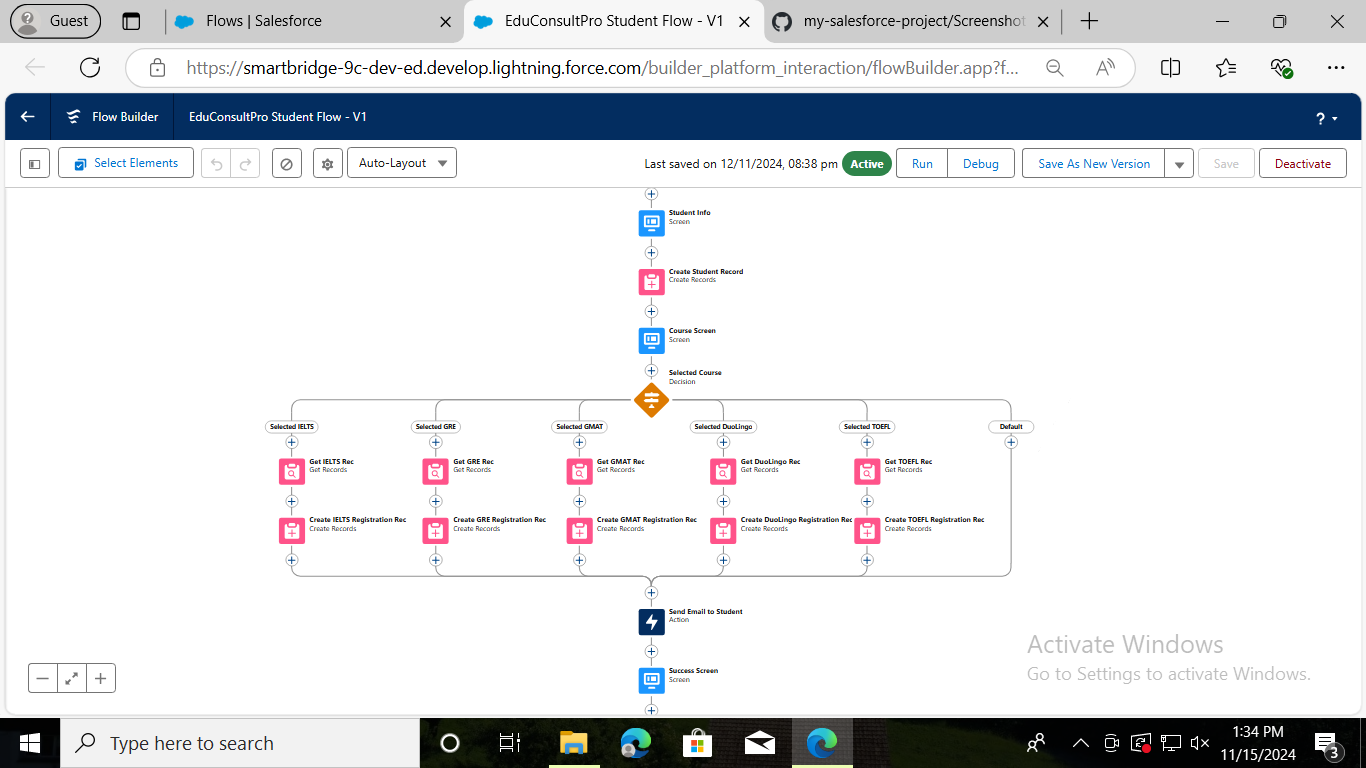 Guest
Flows | Salesforce
EduConsultPro Student Flow - V1
my-salesforce-project/Screenshot
https://smartbridge-9c-dev-ed.develop.lightning.force.com/builder_platform_interaction/flowBuilder.app?f...
Flow Builder
EduConsultPro Student Flow - V1
?
Select Elements
Auto-Layout
Last saved on 12/11/2024, 08:38 pm
Active
Run
Debug
Save As New Version
Save
Deactivate
Student Info
Screen
Create Student Record
Create Records
Course Screen
Screen
Selected Course
Decision
Selected IELTS
Selected GRE
Selected GMAT
Selected DuoLingo
Selected TOEFL
Default
Get IELTS Rec
Get Records
Get GRE Rec
Get Records
Get GMAT Rec
Get Records
Get DuoLingo Rec
Get Records
Get TOEFL Rec
Get Records
Create IELTS Registration Rec
Create Records
Create GRE Registration Rec
Create Records
Create GMAT Registration Rec
Create Records
Create DuoLingo Registration Rec
Create Records
Create TOEFL Registration Rec
Create Records
Send Email to Student
Action
Success Screen
Screen
Activate Windows
Go to Settings to activate Windows.
Type here to search
1:34 PM
11/15/2024
3